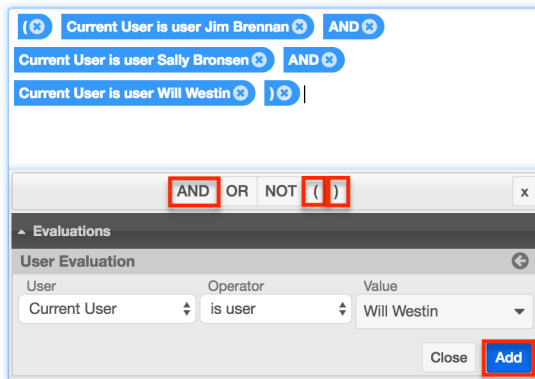 ( Current User is user Jim Brennan AND
Current User is user Sally Bronsen AND
Current User is user Will Westin )
AND OR NOT ( ) x
Evaluations
User Evaluation
User Operator Value
Current User is user Will Westin
Close Add